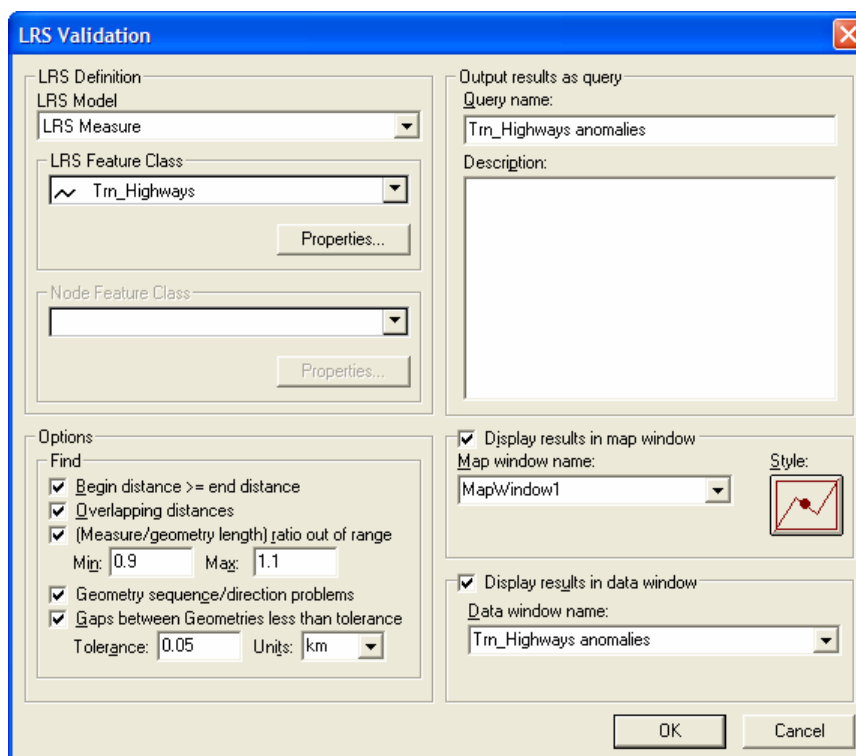 LRS Validation
LRS Definition
LRS Model
LRS Measure
LRS Feature Class
Trn_Highways
Properties...
Node Feature Class
Properties...
Options
Find
Begin distance >= end distance
Overlapping distances
(Measure/geometry length) ratio out of range
Min: 0.9 Max: 1.1
Geometry sequence/direction problems
Gaps between Geometries less than tolerance
Tolerance: 0.05 Units: km
Output results as query
Query name:
Trn_Highways anomalies
Description:
Display results in map window
Map window name:
MapWindow1
Style:
Display results in data window
Data window name:
Trn_Highways anomalies
OK Cancel